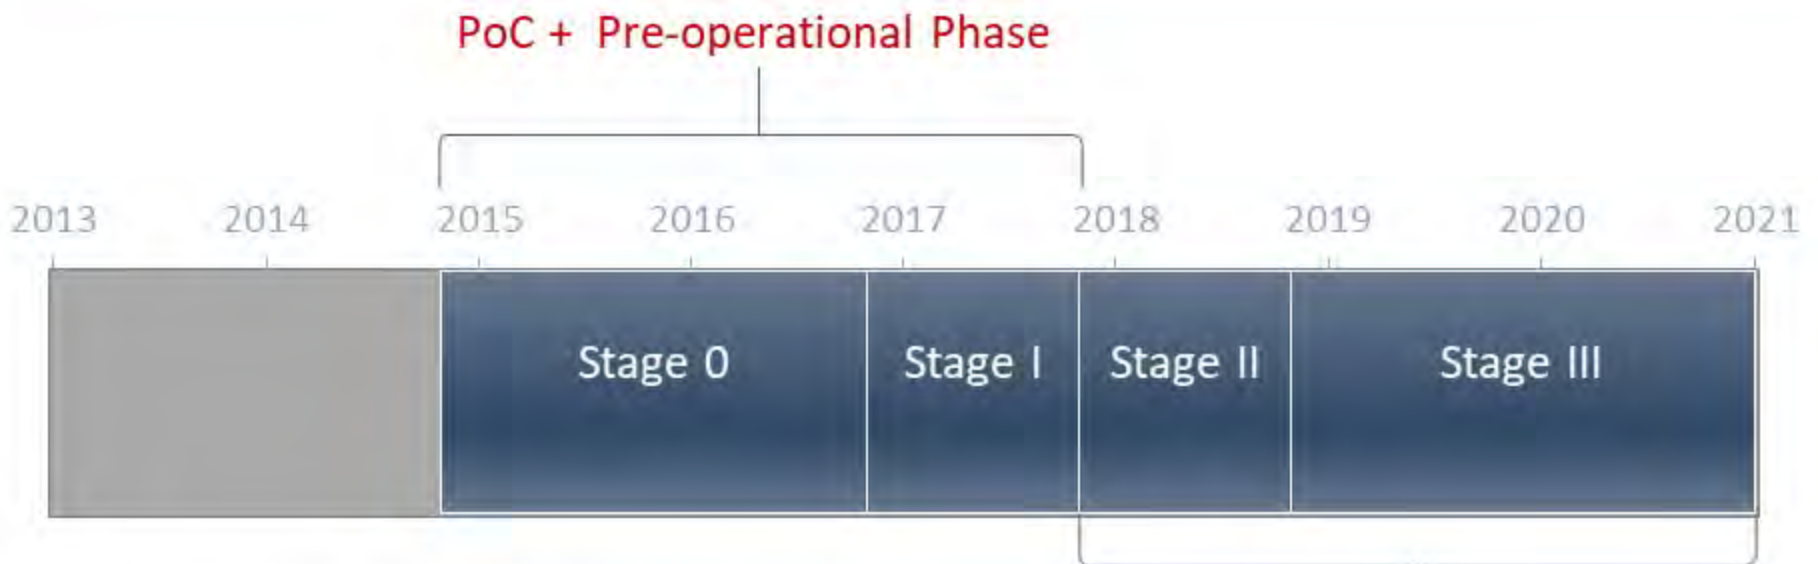 PoC + Pre-operational Phase
2013 2014 2015 2016 2017 2018 2019 2020 2021
Stage 0 Stage I Stage II Stage III